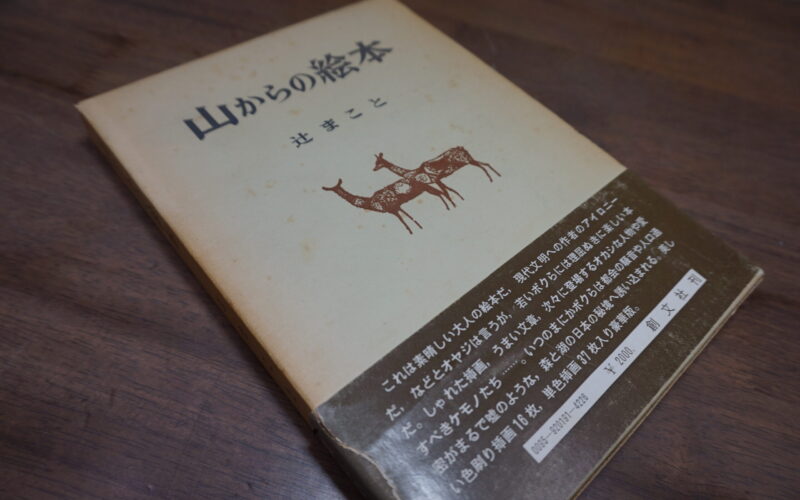 山からの絵本
辻まこと
これは素晴しい大人の絵本だ。現代文明への作者のアイロニー
だ、などとオヤジは言うが、若いボクらには理屈ぬきに楽しい本
だ。しゃれた挿画、うまい文章、次々に登場するオカシな人物や愛
すべきケモノたち……。いつのまにかボクらは都会の騒音や人口過
密がまるで嘘のような、森と湖の日本の秘境へ誘い込まれる。美し
い色刷り挿画16枚、単色挿画37枚入り豪華版。
0095-920191-4226
¥2000.
創文社刊